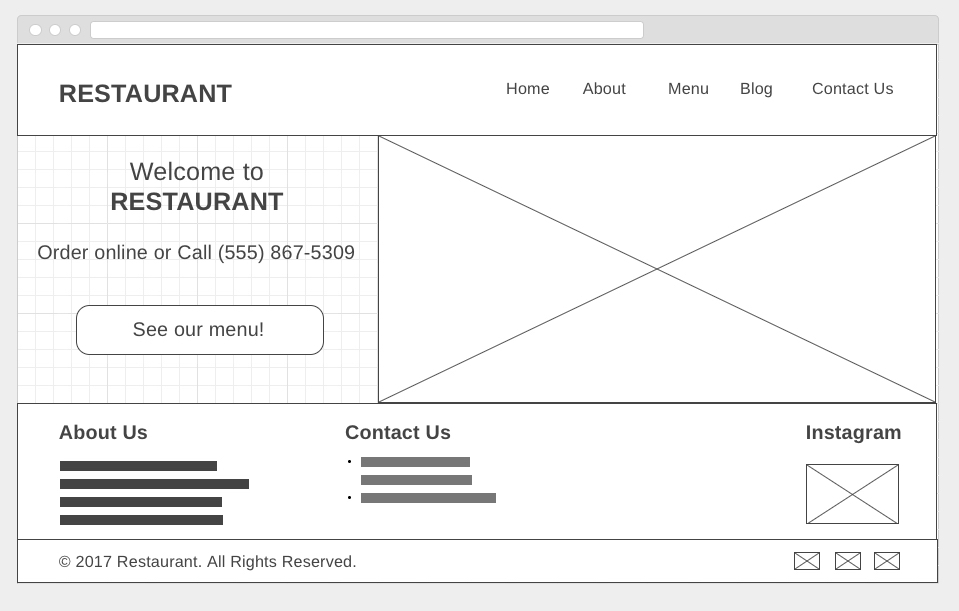 RESTAURANT
Home About Menu Blog Contact Us
Welcome to
RESTAURANT
Order online or Call (555) 867-5309
See our menu!
About Us
Contact Us
Instagram
© 2017 Restaurant. All Rights Reserved.